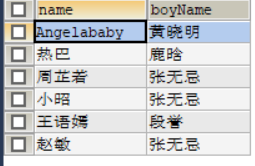 name boyName
Angelababy 黄晓明
热巴 鹿晗
周芷若 张无忌
小昭 张无忌
王语嫣 段誉
赵敏 张无忌